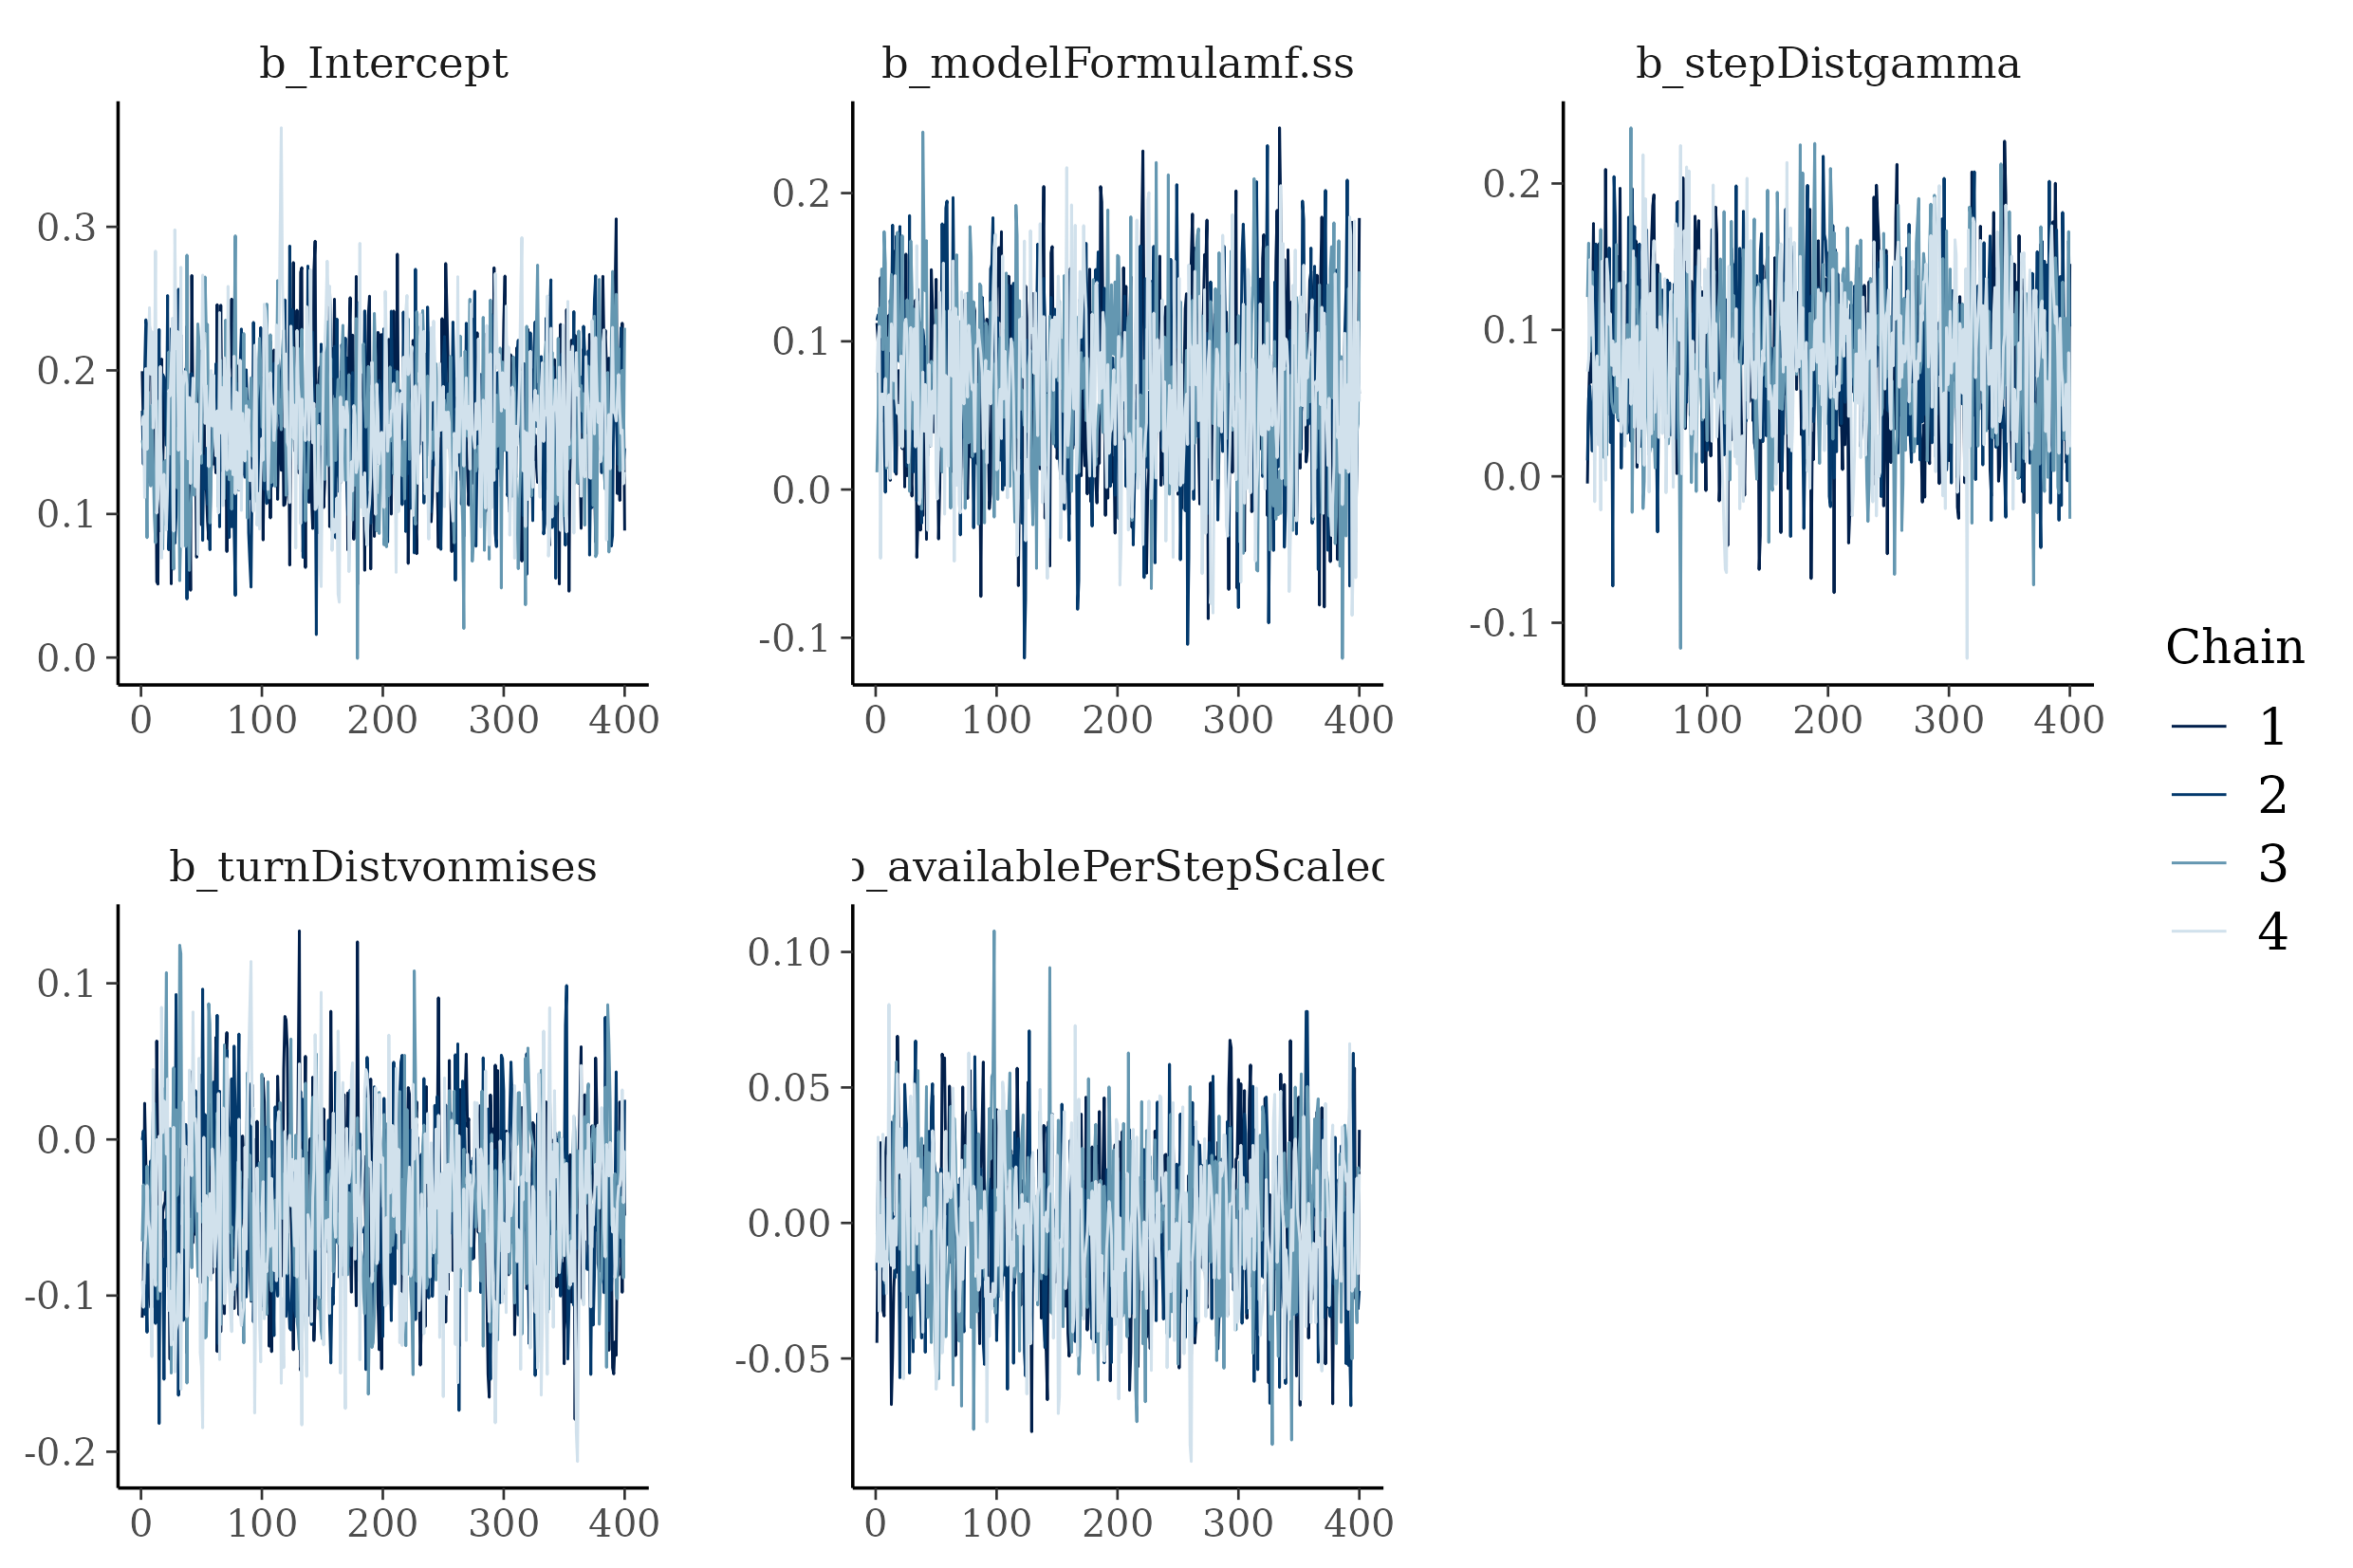 b_Intercept
b_modelFormulamf.ss
b_stepDistgamma
0.3
0.2
0.1
0.0
0 100 200 300 400
0.2
0.1
0.0
-0.1
0 100 200 300 400
0.2
0.1
0.0
-0.1
0 100 200 300 400
Chain
1
2
3
4
b_turnDistvonmises
b_availablePerStepScaled
0.1
0.0
-0.1
-0.2
0 100 200 300 400
0.10
0.05
0.00
-0.05
0 100 200 300 400